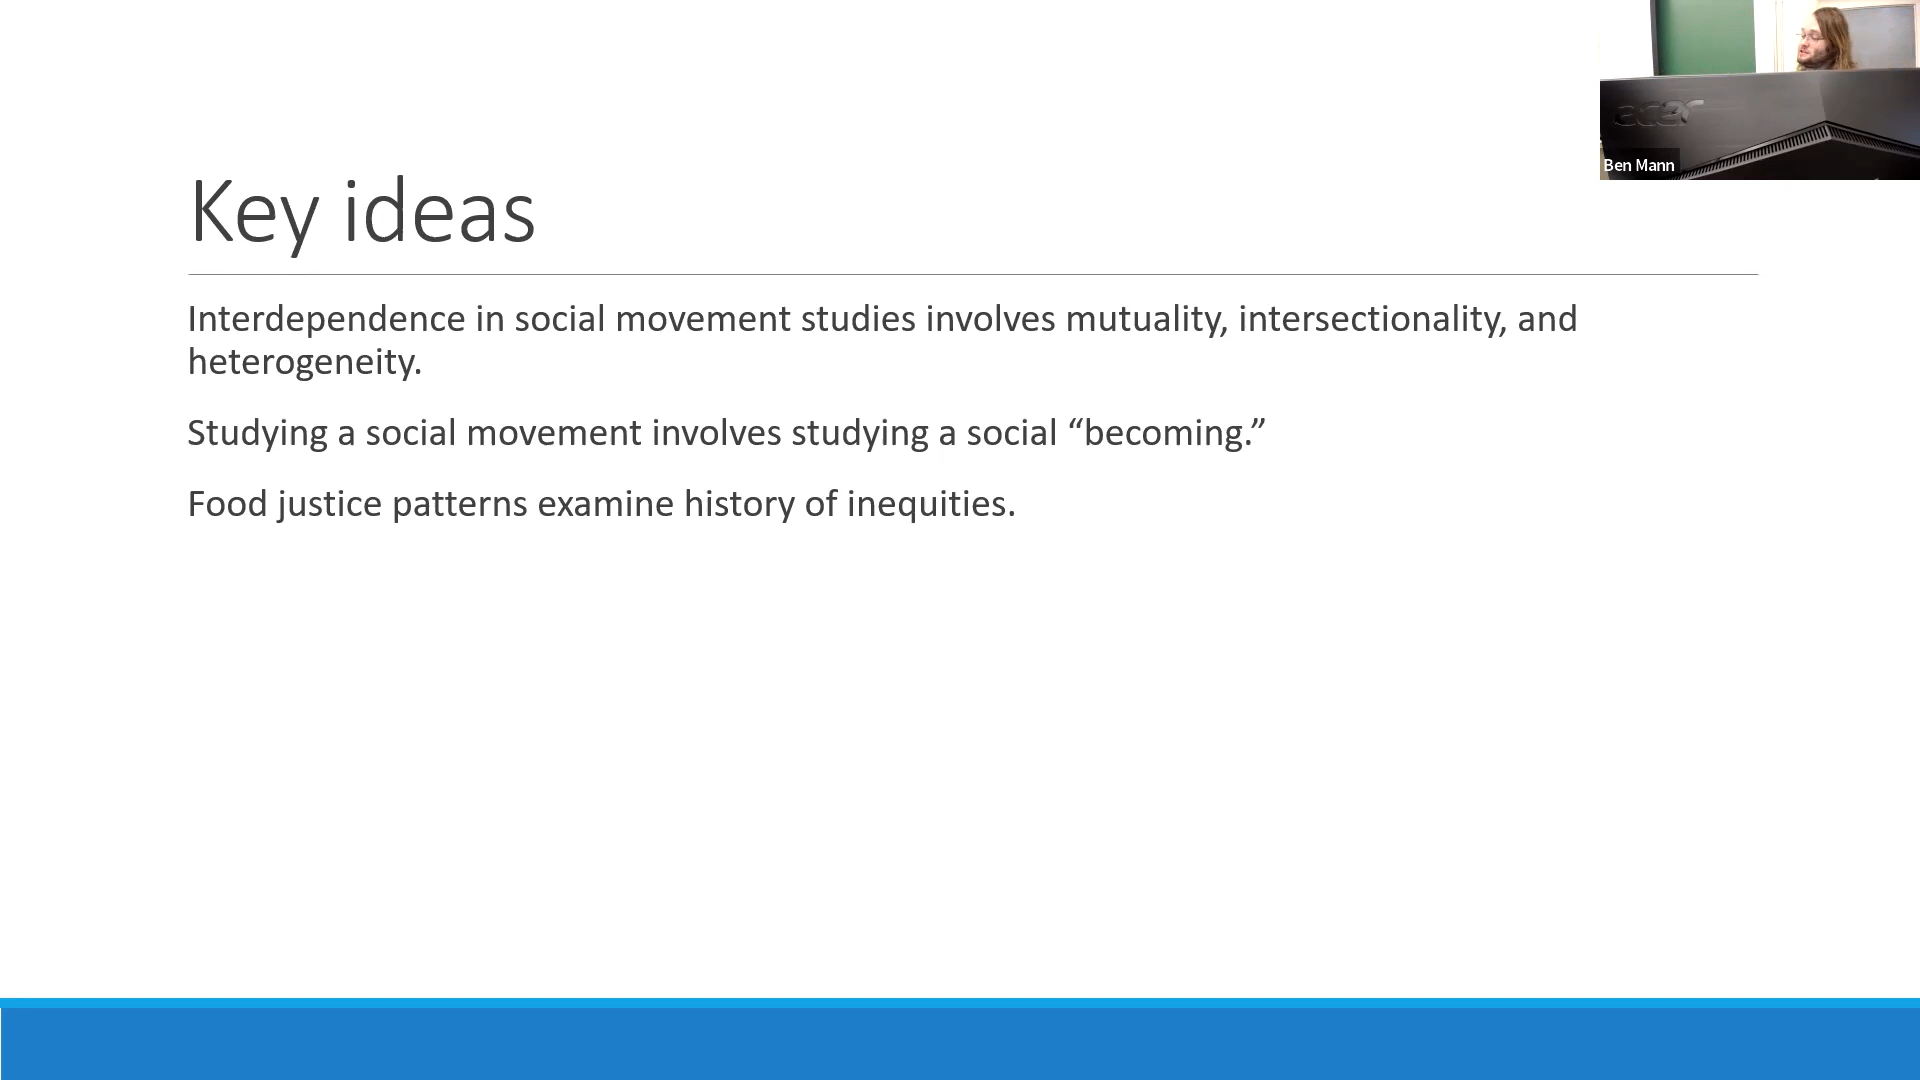 acer
Ben Mann
Key ideas
Interdependence in social movement studies involves mutuality, intersectionality, and
heterogeneity.
Studying a social movement involves studying a social “becoming.”
Food justice patterns examine history of inequities.